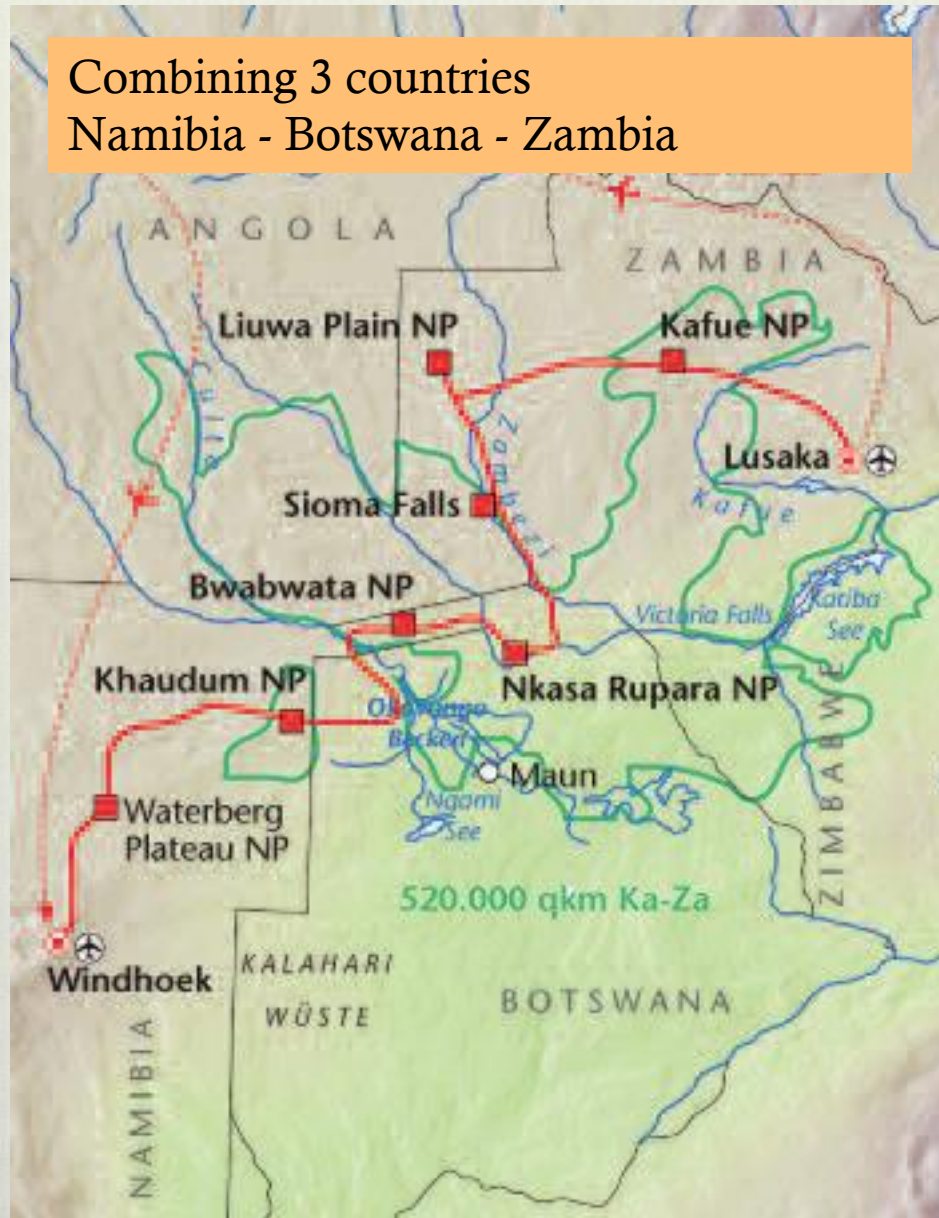 Combining 3 countries
Namibia - Botswana - Zambia
ANGOLA
ZAMBIA
Liuwa Plain NP
Kafue NP
Zambezi
Lusaka
Sioma Falls
Kafue
Bwabwata NP
Victoria Falls
Kariba
See
Khaudum NP
Nkasa Rupara NP
Okavango
Becken
Maun
Waterberg
Plateau NP
Ngami
See
ZIMBABWE
520.000 qkm Ka-Za
Windhoek
KALAHARI
WÜSTE
BOTSWANA
NAMIBIA